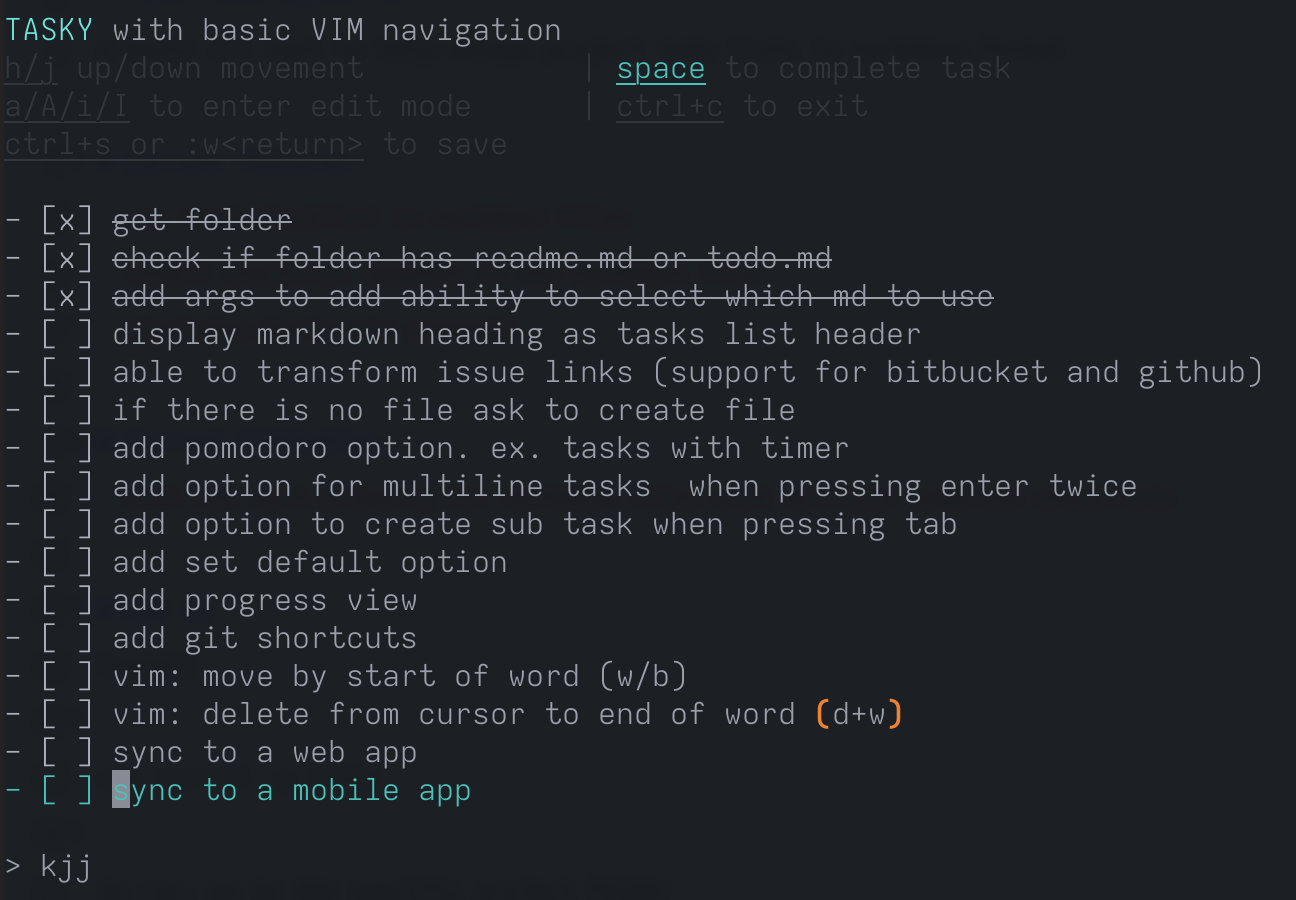 TASKY with basic VIM navigation
h/j up/down movement | space to complete task
a/A/i/I to enter edit mode | ctrl+c to exit
ctrl+s or :w<return> to save
- [x] get folder
- [x] check if folder has readme.md or todo.md
- [x] add args to add ability to select which md to use
- [ ] display markdown heading as tasks list header
- [ ] able to transform issue links (support for bitbucket and github)
- [ ] if there is no file ask to create file
- [ ] add pomodoro option. ex. tasks with timer
- [ ] add option for multiline tasks  when pressing enter twice
- [ ] add option to create sub task when pressing tab
- [ ] add set default option
- [ ] add progress view
- [ ] add git shortcuts
- [ ] vim: move by start of word (w/b)
- [ ] vim: delete from cursor to end of word (d+w)
- [ ] sync to a web app
- [ ] sync to a mobile app
> kjj